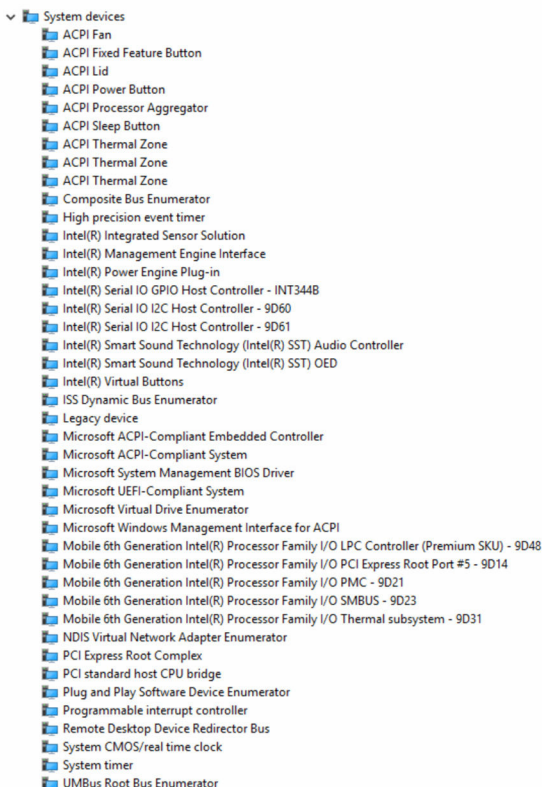 System devices
ACPI Fan
ACPI Fixed Feature Button
ACPI Lid
ACPI Power Button
ACPI Processor Aggregator
ACPI Sleep Button
ACPI Thermal Zone
ACPI Thermal Zone
ACPI Thermal Zone
Composite Bus Enumerator
High precision event timer
Intel(R) Integrated Sensor Solution
Intel(R) Management Engine Interface
Intel(R) Power Engine Plug-in
Intel(R) Serial IO GPIO Host Controller - INT344B
Intel(R) Serial IO I2C Host Controller - 9D60
Intel(R) Serial IO I2C Host Controller - 9D61
Intel(R) Smart Sound Technology (Intel(R) SST) Audio Controller
Intel(R) Smart Sound Technology (Intel(R) SST) OED
Intel(R) Virtual Buttons
ISS Dynamic Bus Enumerator
Legacy device
Microsoft ACPI-Compliant Embedded Controller
Microsoft ACPI-Compliant System
Microsoft System Management BIOS Driver
Microsoft UEFI-Compliant System
Microsoft Virtual Drive Enumerator
Microsoft Windows Management Interface for ACPI
Mobile 6th Generation Intel(R) Processor Family I/O LPC Controller (Premium SKU) - 9D48
Mobile 6th Generation Intel(R) Processor Family I/O PCI Express Root Port #5 - 9D14
Mobile 6th Generation Intel(R) Processor Family I/O PMC - 9D21
Mobile 6th Generation Intel(R) Processor Family I/O SMBUS - 9D23
Mobile 6th Generation Intel(R) Processor Family I/O Thermal subsystem - 9D31
NDIS Virtual Network Adapter Enumerator
PCI Express Root Complex
PCI standard host CPU bridge
Plug and Play Software Device Enumerator
Programmable interrupt controller
Remote Desktop Device Redirector Bus
System CMOS/real time clock
System timer
UMBus Root Bus Enumerator